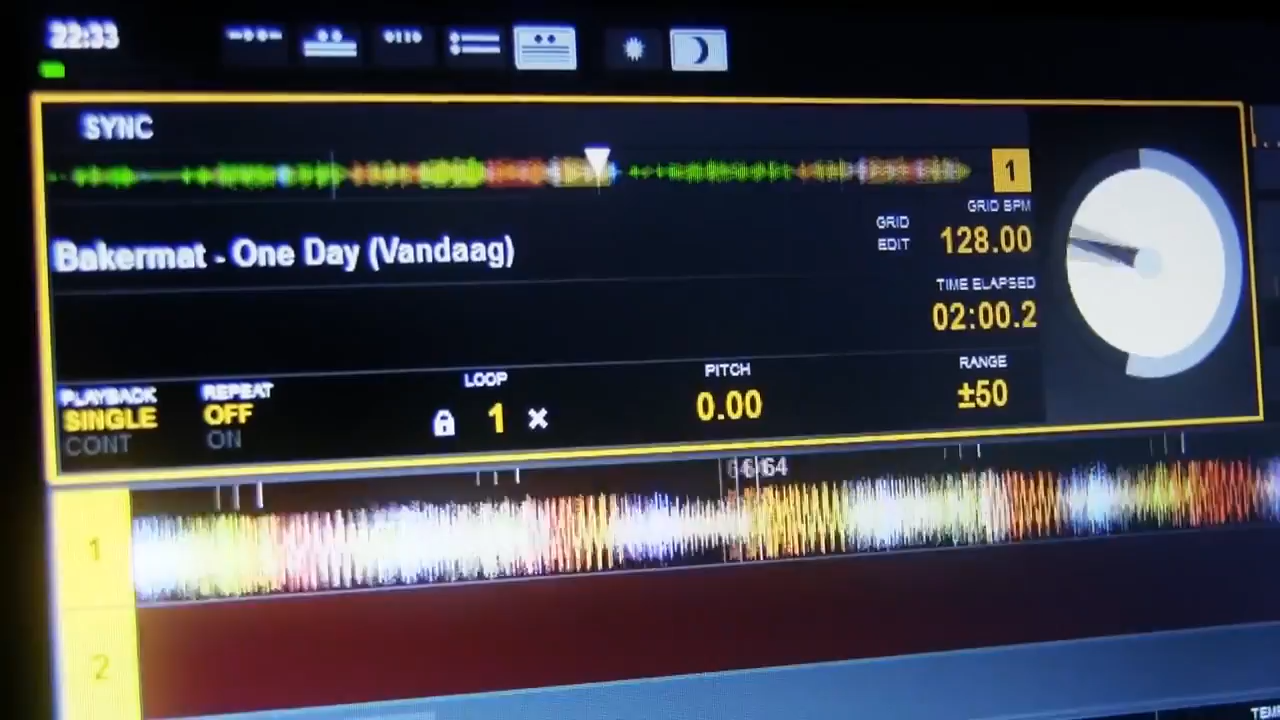 22:33
SYNC
1
GRID BPM
GRID
EDIT
128.00
Bakermat - One Day (Vandaag)
TIME ELAPSED
02:00.2
PLAYBACK
SINGLE
CONT
REPEAT
OFF
ON
LOOP
1
PITCH
0.00
RANGE
±50
64
1
2